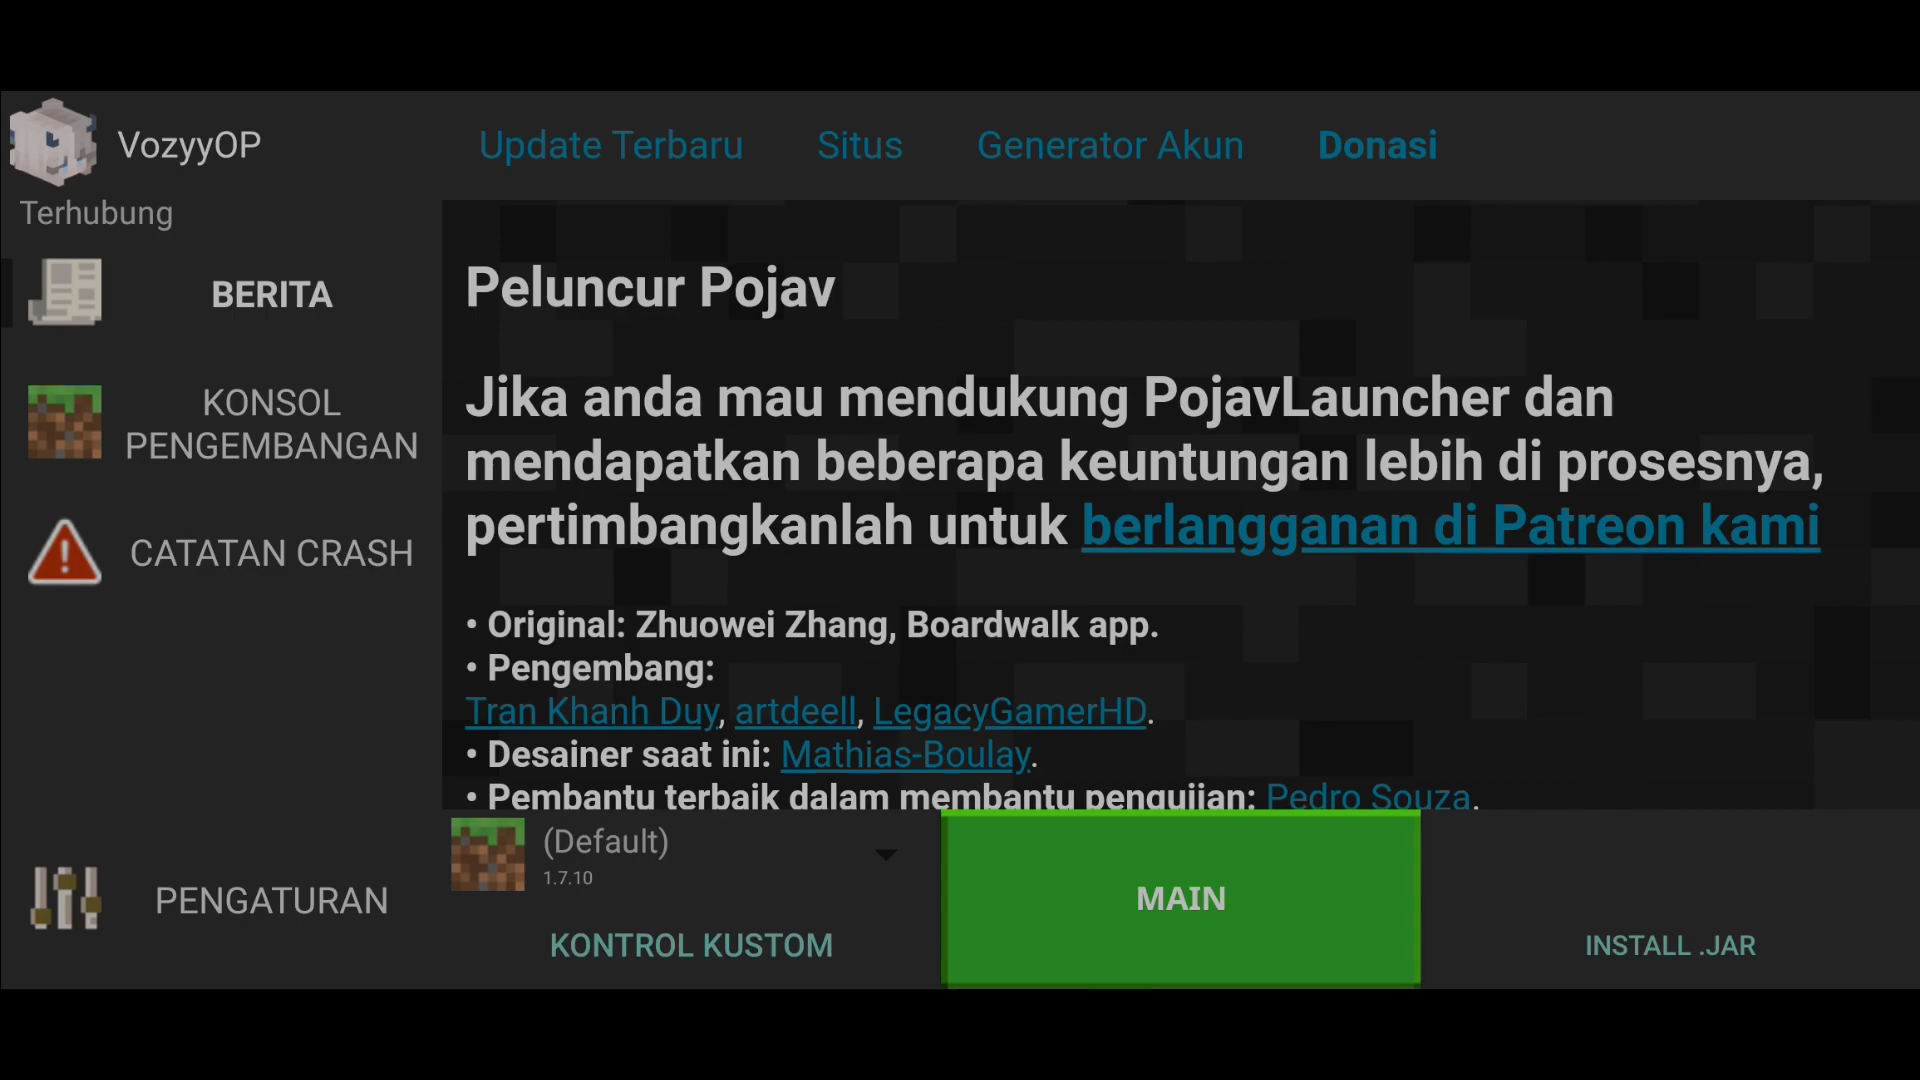 VozyyOP
Terhubung
Update Terbaru
Situs
Generator Akun
Donasi
BERITA
KONSOL
PENGEMBANGAN
CATATAN CRASH
PENGATURAN
Peluncur Pojav
Jika anda mau mendukung PojavLauncher dan
mendapatkan beberapa keuntungan lebih di prosesnya,
pertimbangkanlah untuk berlangganan di Patreon kami
• Original: Zhuowei Zhang, Boardwalk app.
• Pengembang:
Tran Khanh Duy, artdeell, LegacyGamerHD.
• Desainer saat ini: Mathias-Boulay.
• Pembantu terbaik dalam membantu pengujian: Pedro Souza.
(Default)
1.7.10
KONTROL KUSTOM
MAIN
INSTALL .JAR